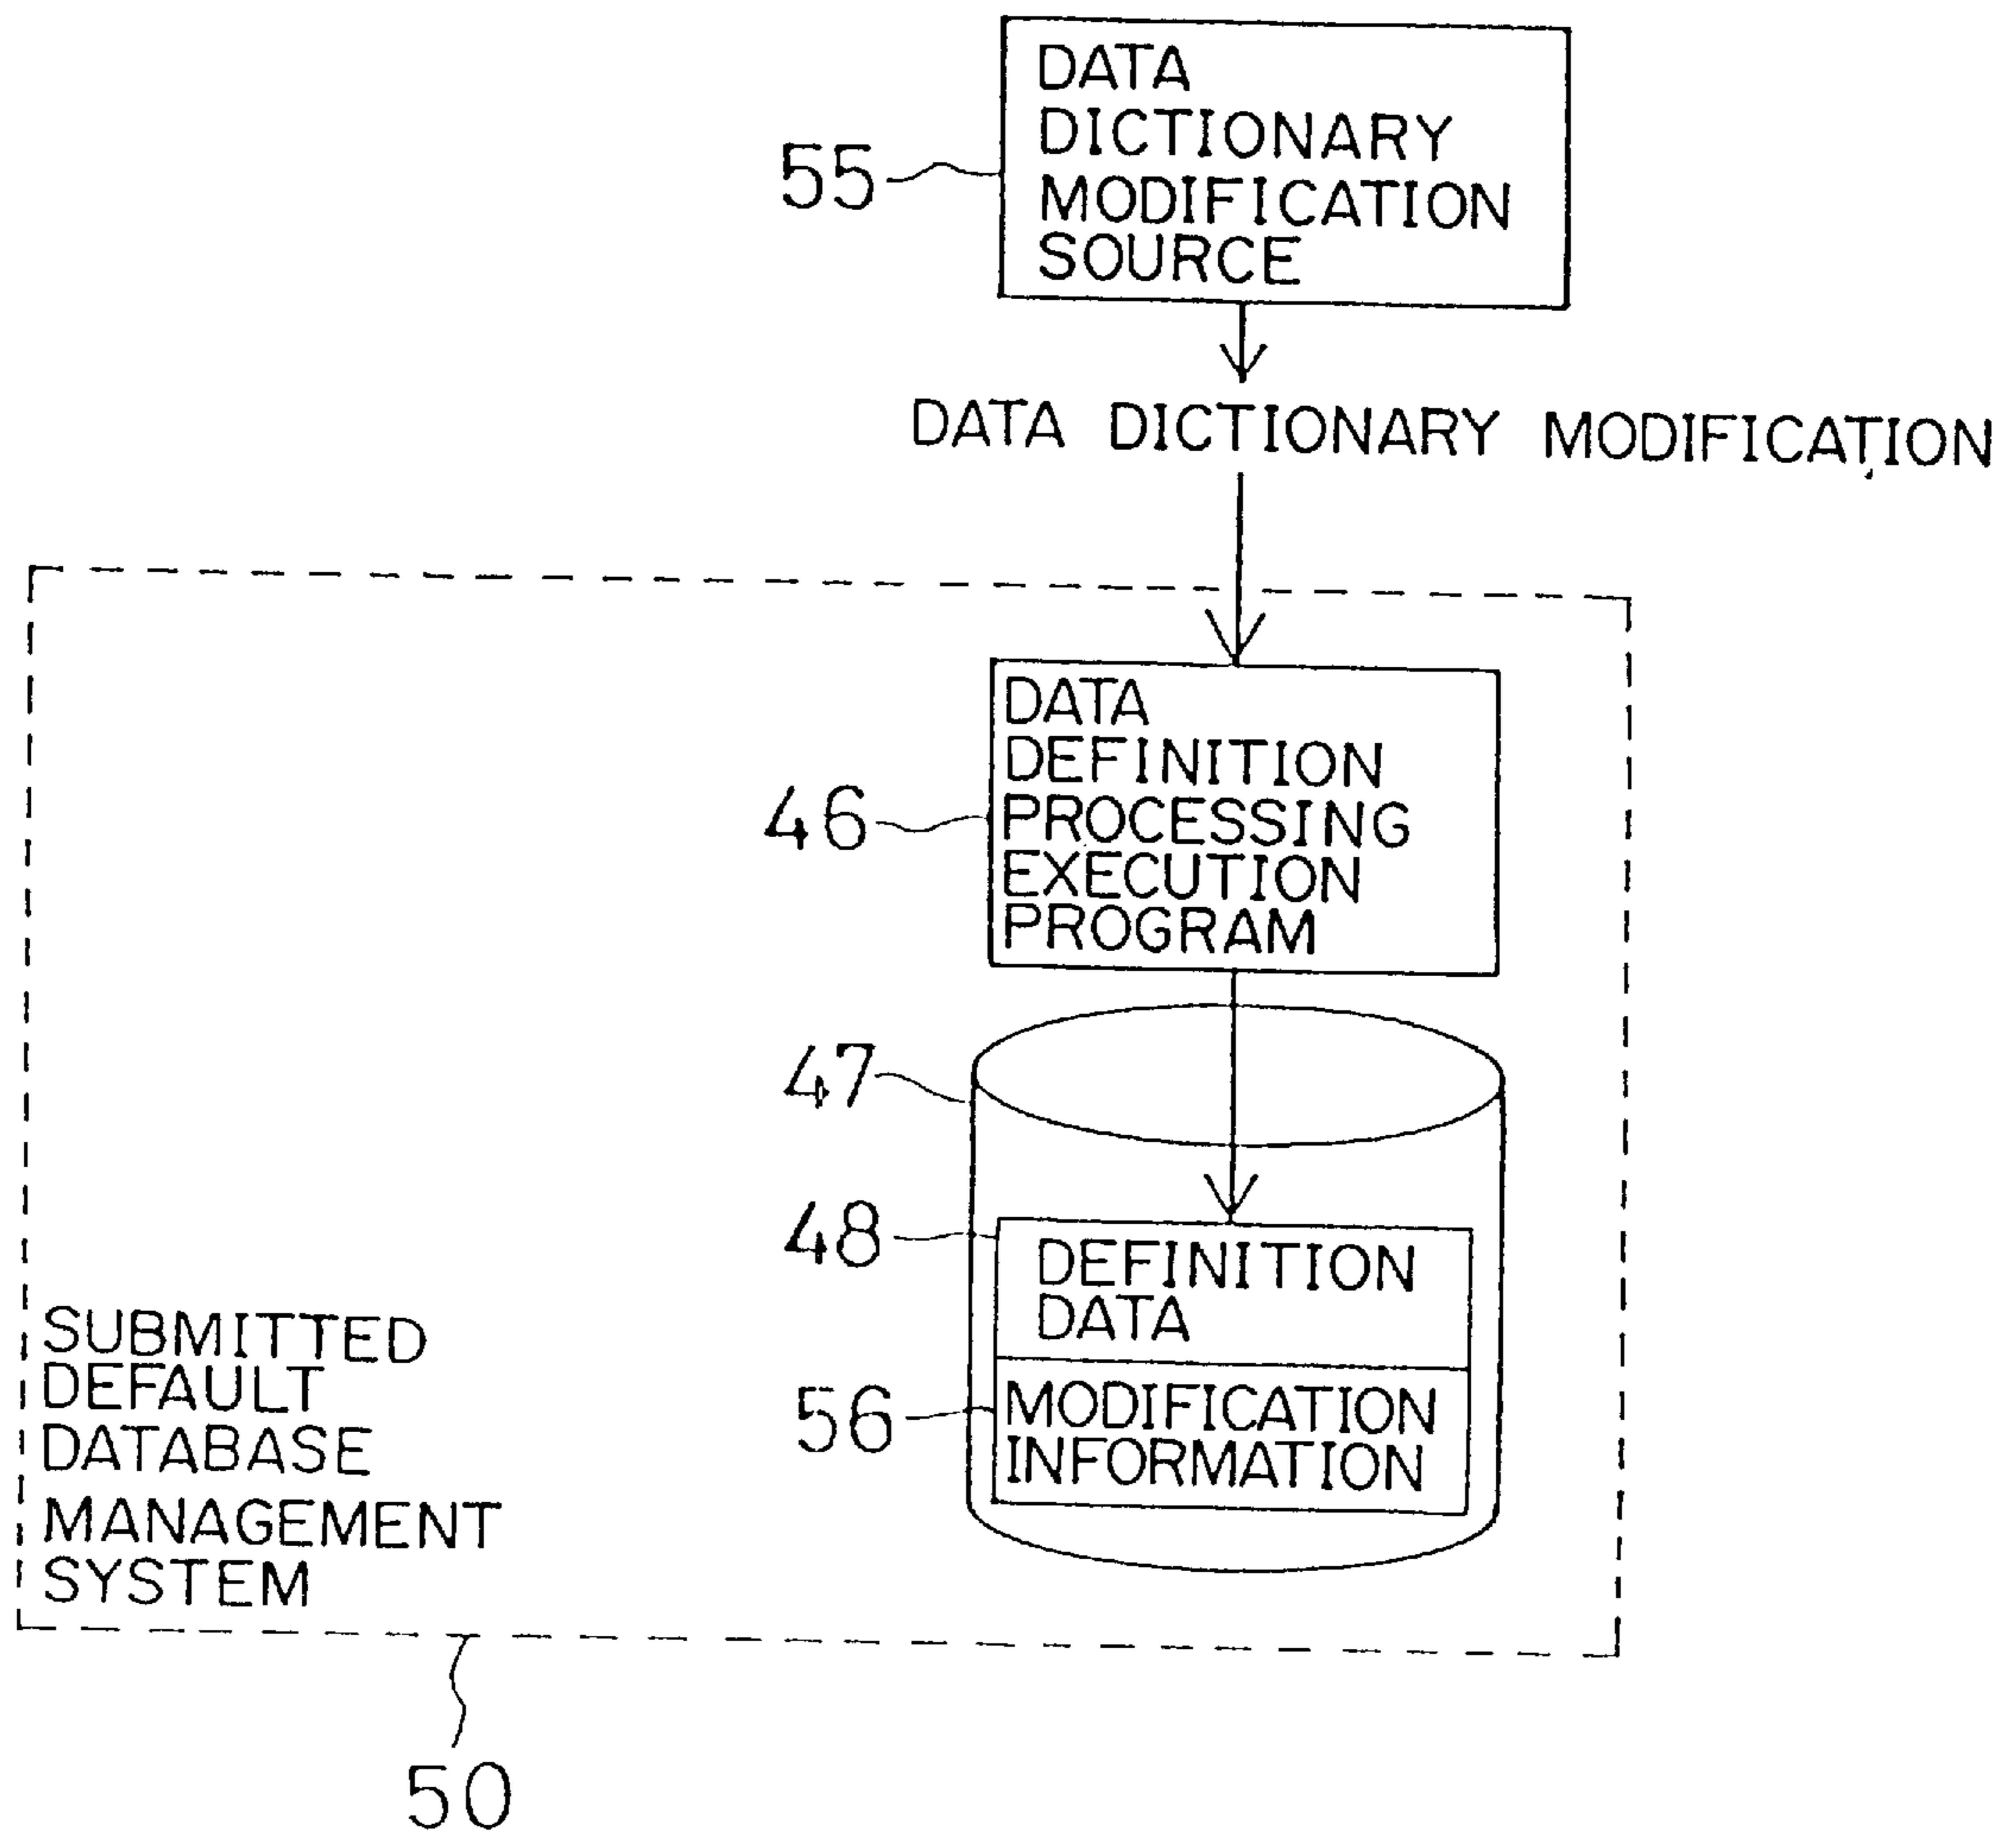 DATA
DICTIONARY
MODIFICATION
SOURCE
55
DATA DICTIONARY MODIFICATION
DATA
DEFINITION
PROCESSING
EXECUTION
PROGRAM
46
47
48
DEFINITION
DATA
56
MODIFICATION
INFORMATION
SUBMITTED
DEFAULT
DATABASE
MANAGEMENT
SYSTEM
50